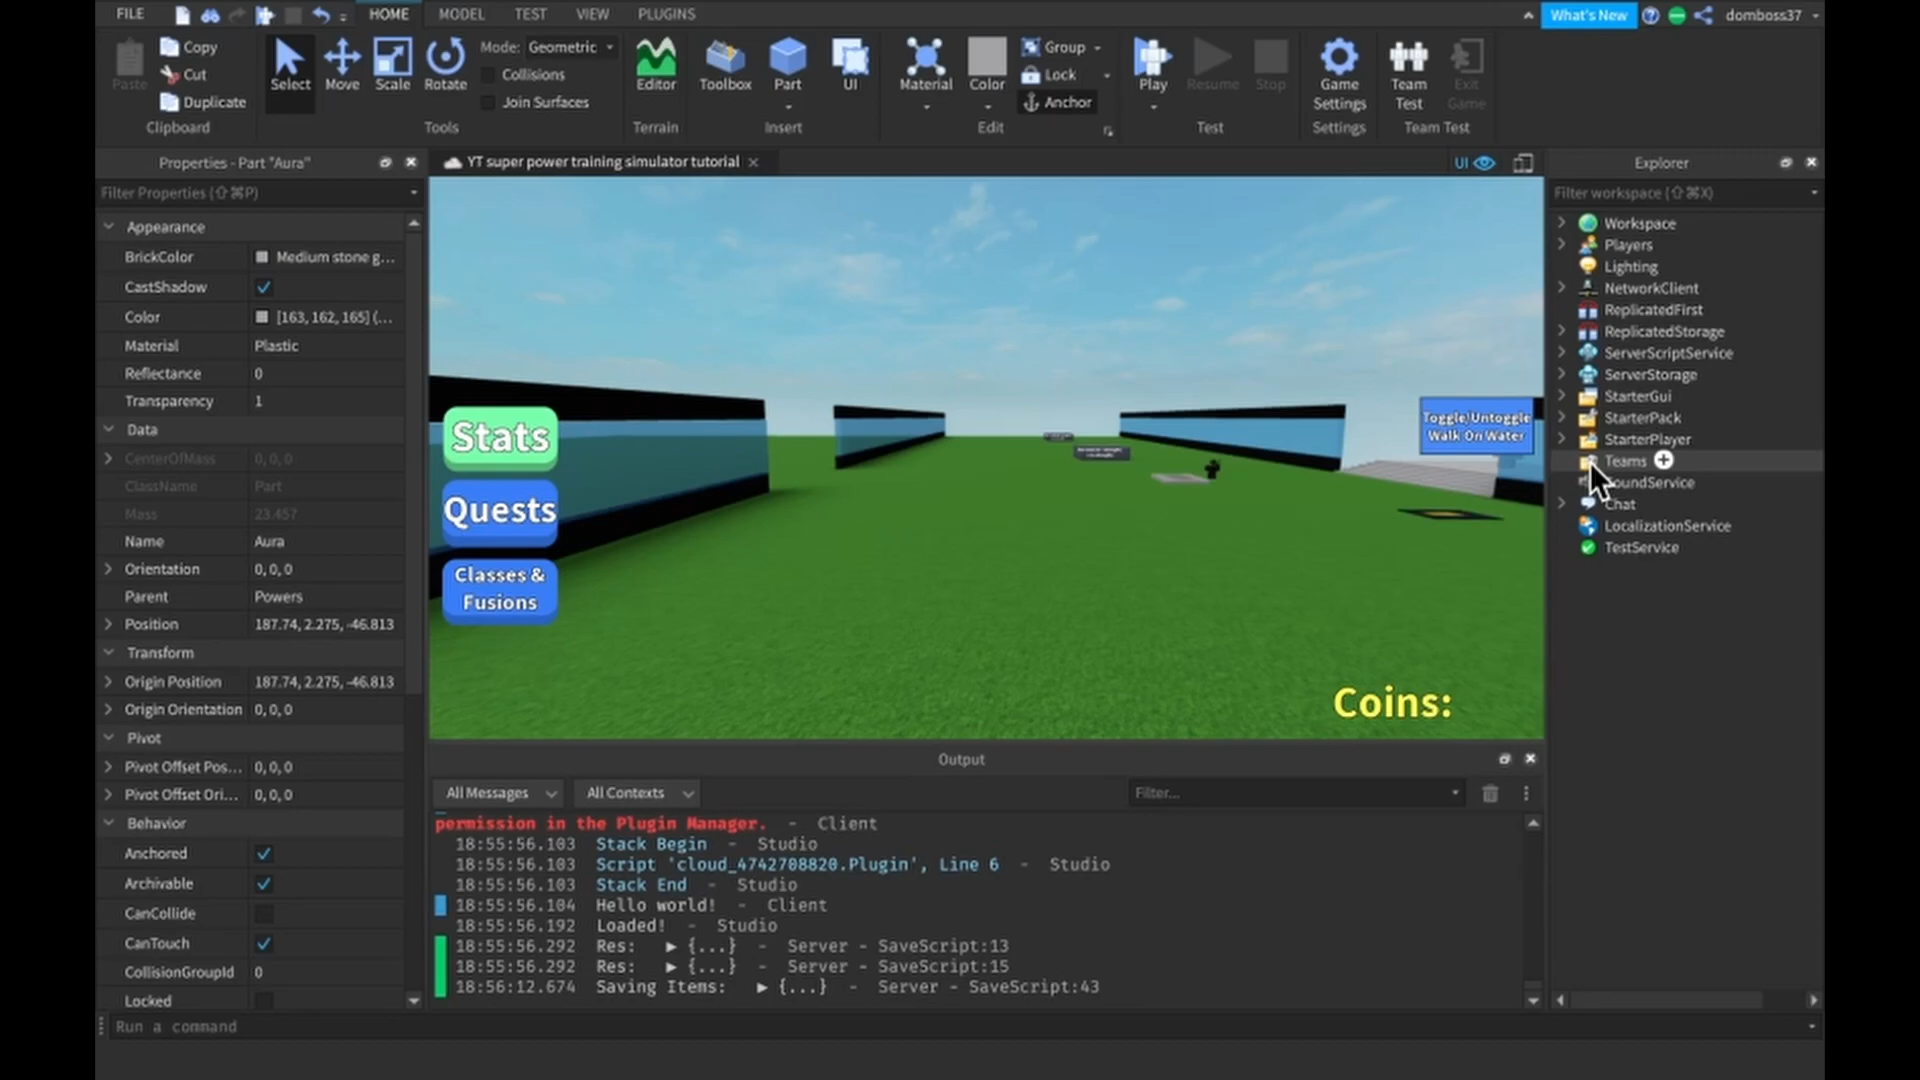 FILE
HOME
MODEL
TEST
VIEW
PLUGINS
What's New
domboss37
Paste
Copy
Cut
Duplicate
Clipboard
Select
Move
Scale
Rotate
Mode: Geometric
Collisions
Join Surfaces
Tools
Editor
Terrain
Toolbox
Part
UI
Insert
Material
Color
Group
Lock
Anchor
Edit
Play
Resume
Stop
Test
Game
Settings
Settings
Team
Test
Exit
Game
Team Test
Properties - Part "Aura"
Filter Properties (⇧⌘P)
Appearance
BrickColor Medium stone g...
CastShadow
Color [163, 162, 165] (...
Material Plastic
Reflectance 0
Transparency 1
Data
CenterOfMass 0, 0, 0
ClassName Part
Mass 23.457
Name Aura
Orientation 0, 0, 0
Parent Powers
Position 187.74, 2.275, -46.813
Transform
Origin Position 187.74, 2.275, -46.813
Origin Orientation 0, 0, 0
Pivot
Pivot Offset Pos... 0, 0, 0
Pivot Offset Ori... 0, 0, 0
Behavior
Anchored
Archivable
CanCollide
CanTouch
CollisionGroupId 0
Locked
YT super power training simulator tutorial
UI
Stats
Quests
Classes &
Fusions
Toggle/Untoggle
Walk On Water
Coins:
Output
All Messages
All Contexts
Filter...
permission in the Plugin Manager. - Client
18:55:56.103 Stack Begin - Studio
18:55:56.103 Script 'cloud_4742708820.Plugin', Line 6 - Studio
18:55:56.103 Stack End - Studio
18:55:56.104 Hello world! - Client
18:55:56.192 Loaded! - Studio
18:55:56.292 Res: ▶ {...} - Server - SaveScript:13
18:55:56.292 Res: ▶ {...} - Server - SaveScript:15
18:56:12.674 Saving Items: ▶ {...} - Server - SaveScript:43
Run a command
Explorer
Filter workspace (⇧⌘X)
Workspace
Players
Lighting
NetworkClient
ReplicatedFirst
ReplicatedStorage
ServerScriptService
ServerStorage
StarterGui
StarterPack
StarterPlayer
Teams
oundService
Chat
LocalizationService
TestService